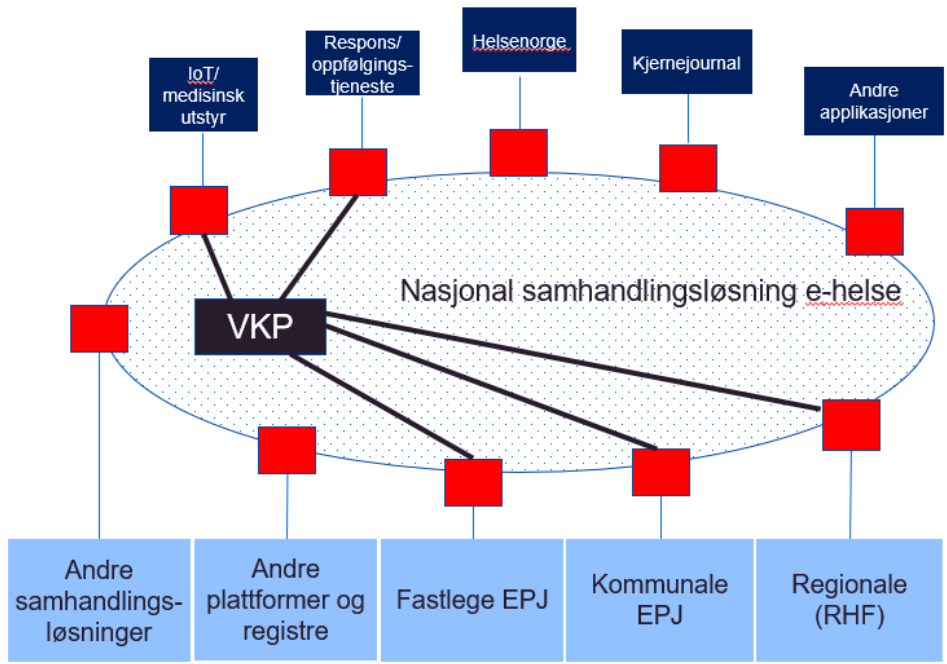 IoT/
medisinsk
utstyr
Respons/
oppfølgings-
tjeneste
Helsenorge
Kjernejournal
Andre
applikasjoner
Nasjonal samhandlingsløsning e-helse
VKP
Andre
samhandlings-
løsninger
Andre
plattformer og
registre
Fastlege EPJ
Kommunale
EPJ
Regionale
(RHF)